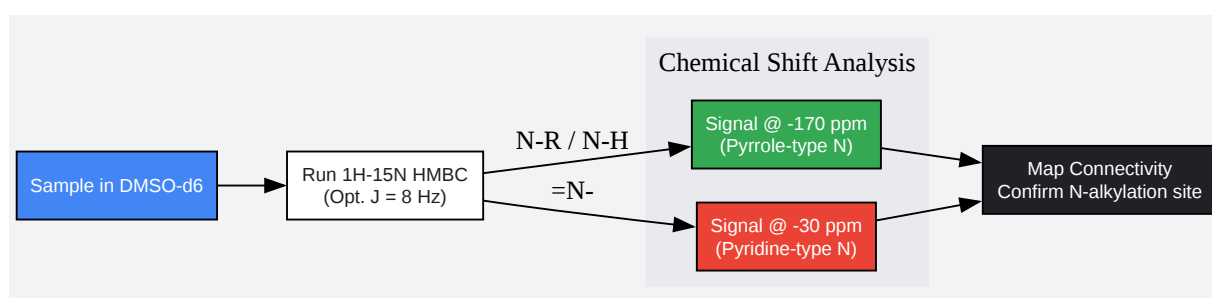 Chemical Shift Analysis
Sample in DMSO-d6
Run 1H-15N HMBC
(Opt. J = 8 Hz)
N-R / N-H
=N-
Signal @ -170 ppm
(Pyrrole-type N)
Signal @ -30 ppm
(Pyridine-type N)
Map Connectivity
Confirm N-alkylation site